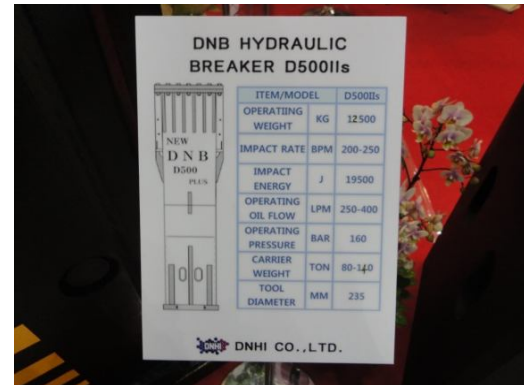 DNB HYDRAULIC
BREAKER D500IIs
ITEM/MODEL D500IIs
OPERATIING
WEIGHT KG 12500
IMPACT RATE BPM 200-250
IMPACT
ENERGY J 19500
OPERATING
OIL FLOW LPM 250-400
OPERATING
PRESSURE BAR 160
CARRIER
WEIGHT TON 80-140
TOOL
DIAMETER MM 235
NEW
DNB
D500
PLUS
DNHI DNHI CO.,LTD.